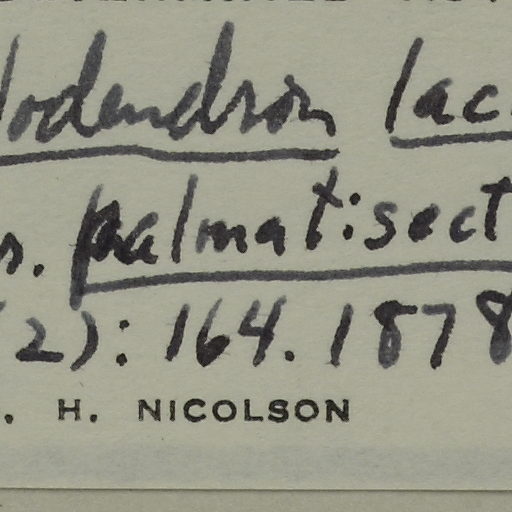 lodendron lac
r. palmatisect
(2): 164. 1878
. H. NICOLSON